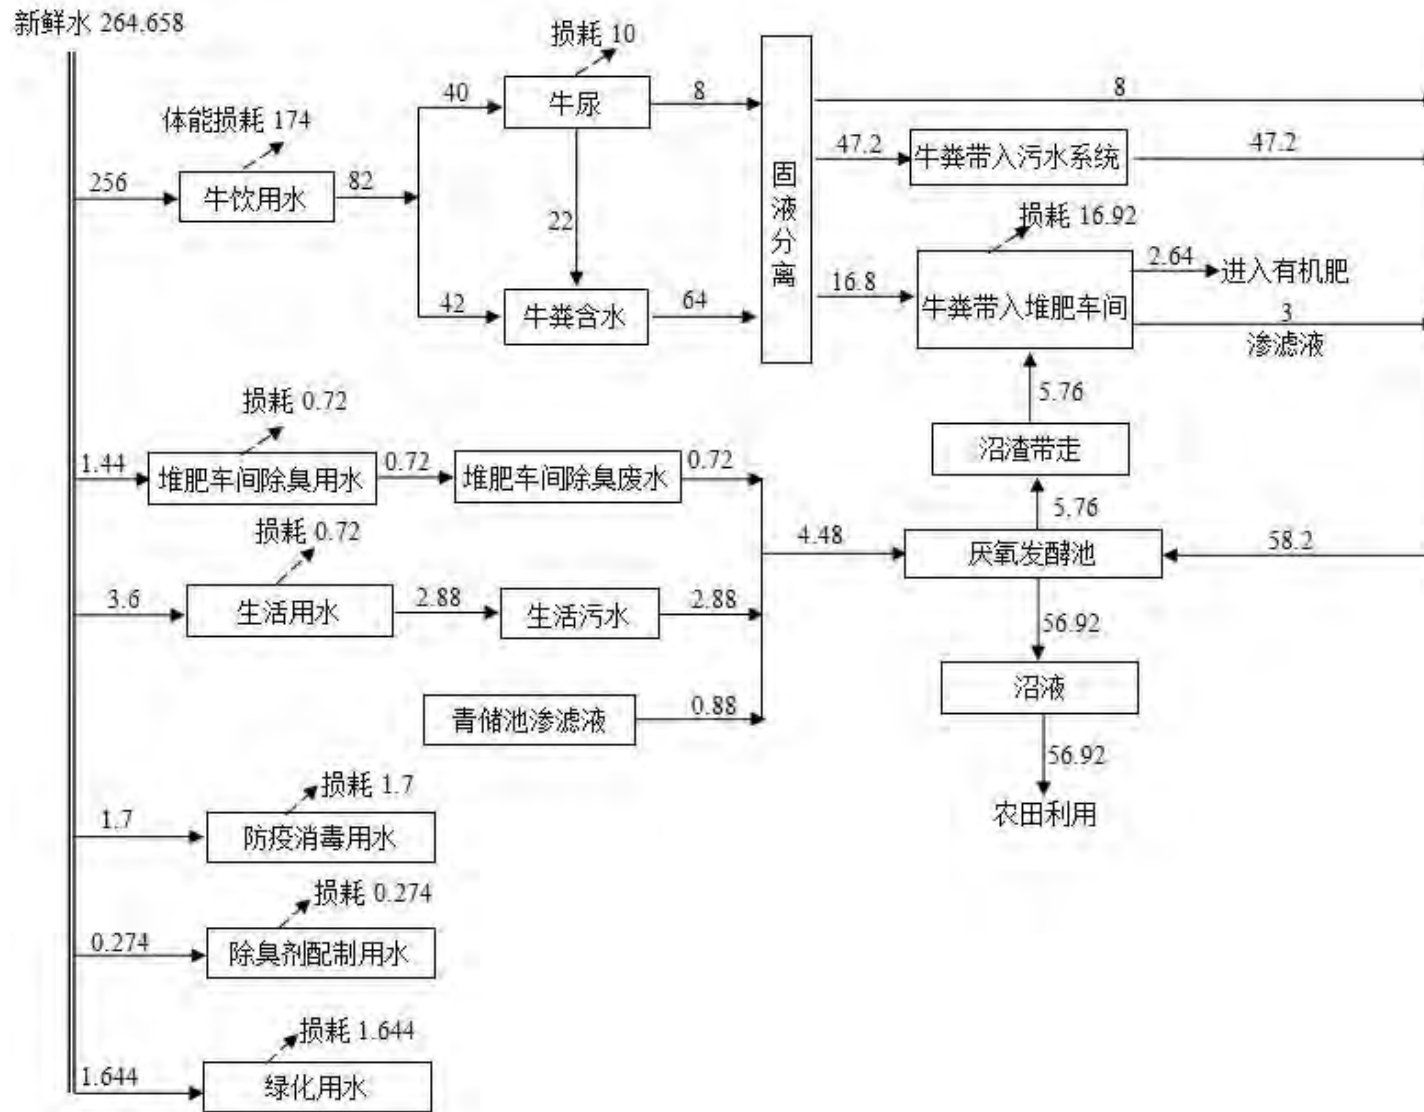 新鲜水 264.658
损耗 10
体能损耗 174
40
牛尿
8
8
256
牛饮用水
82
22
固液分离
47.2
牛粪带入污水系统
47.2
损耗 16.92
42
牛粪含水
64
16.8
牛粪带入堆肥车间
2.64
进入有机肥
3
渗滤液
5.76
损耗 0.72
1.44
堆肥车间除臭用水
0.72
堆肥车间除臭废水
0.72
沼渣带走
5.76
损耗 0.72
4.48
厌氧发酵池
58.2
3.6
生活用水
2.88
生活污水
2.88
56.92
沼液
青储池渗滤液
0.88
56.92
农田利用
损耗 1.7
1.7
防疫消毒用水
损耗 0.274
0.274
除臭剂配制用水
损耗 1.644
1.644
绿化用水